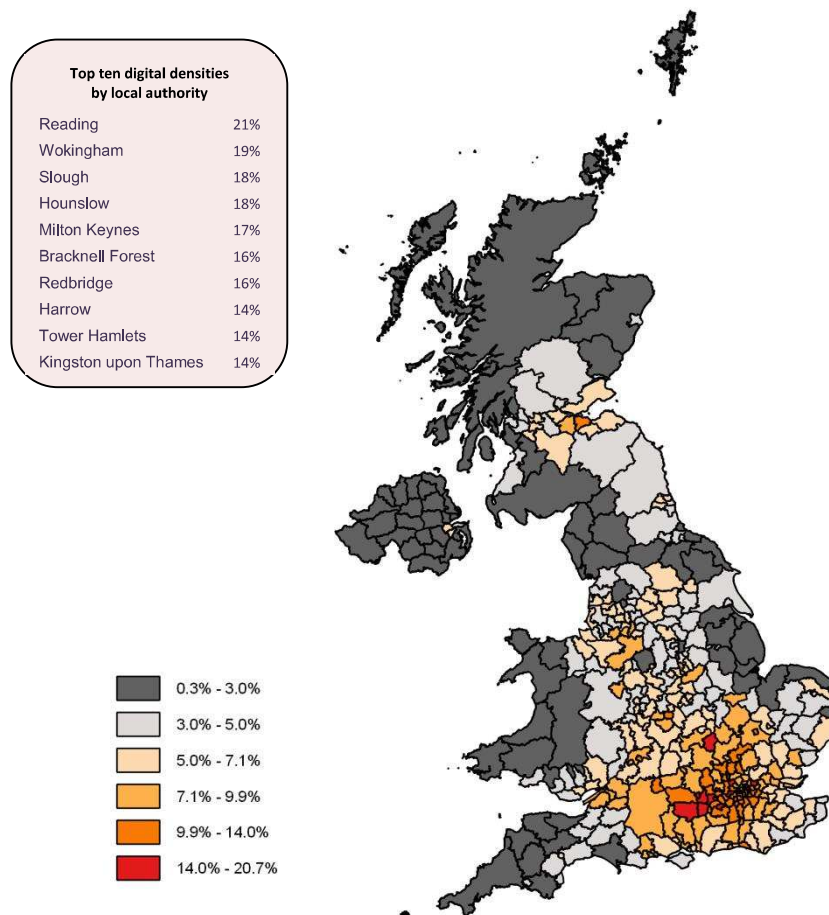 Top ten digital densities
by local authority
Reading 21%
Wokingham 19%
Slough 18%
Hounslow 18%
Milton Keynes 17%
Bracknell Forest 16%
Redbridge 16%
Harrow 14%
Tower Hamlets 14%
Kingston upon Thames 14%
0.3% - 3.0%
3.0% - 5.0%
5.0% - 7.1%
7.1% - 9.9%
9.9% - 14.0%
14.0% - 20.7%